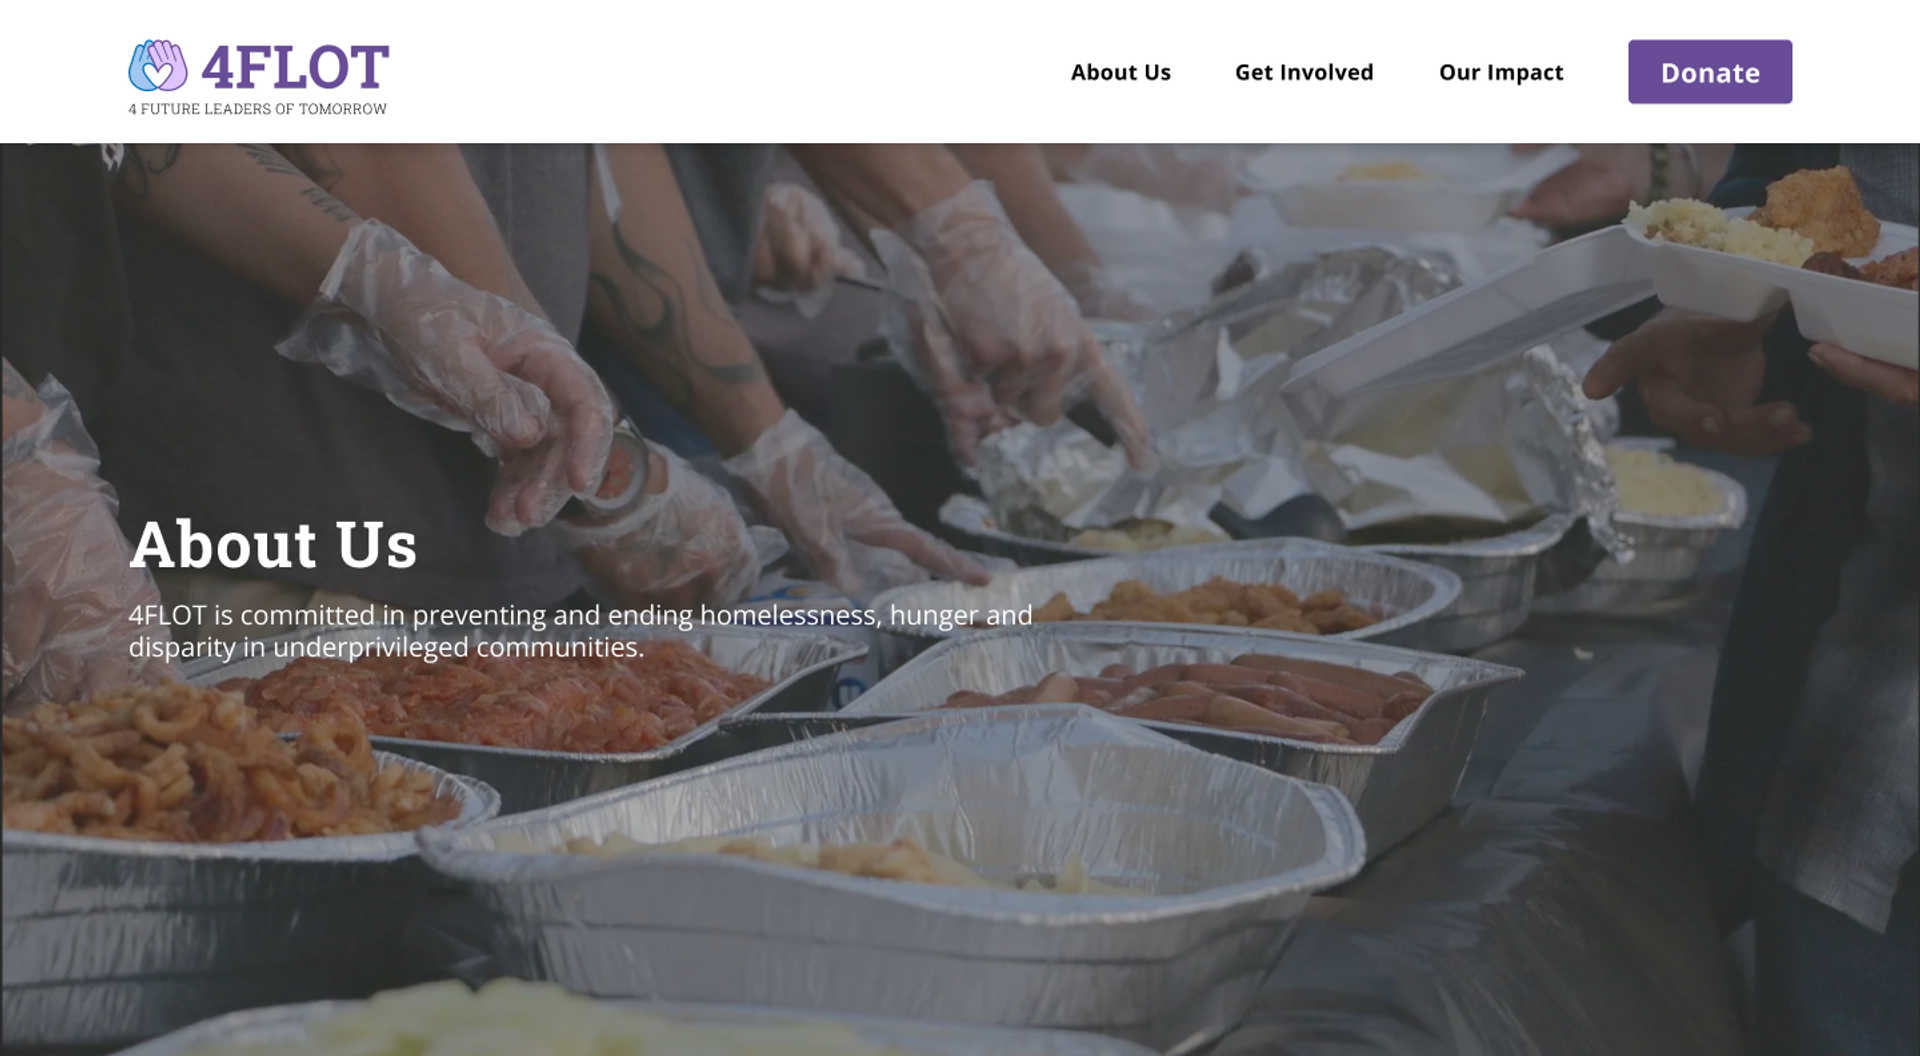 4FLOT
4 FUTURE LEADERS OF TOMORROW
About Us
Get Involved
Our Impact
Donate
About Us
4FLOT is committed in preventing and ending homelessness, hunger and
disparity in underprivileged communities.